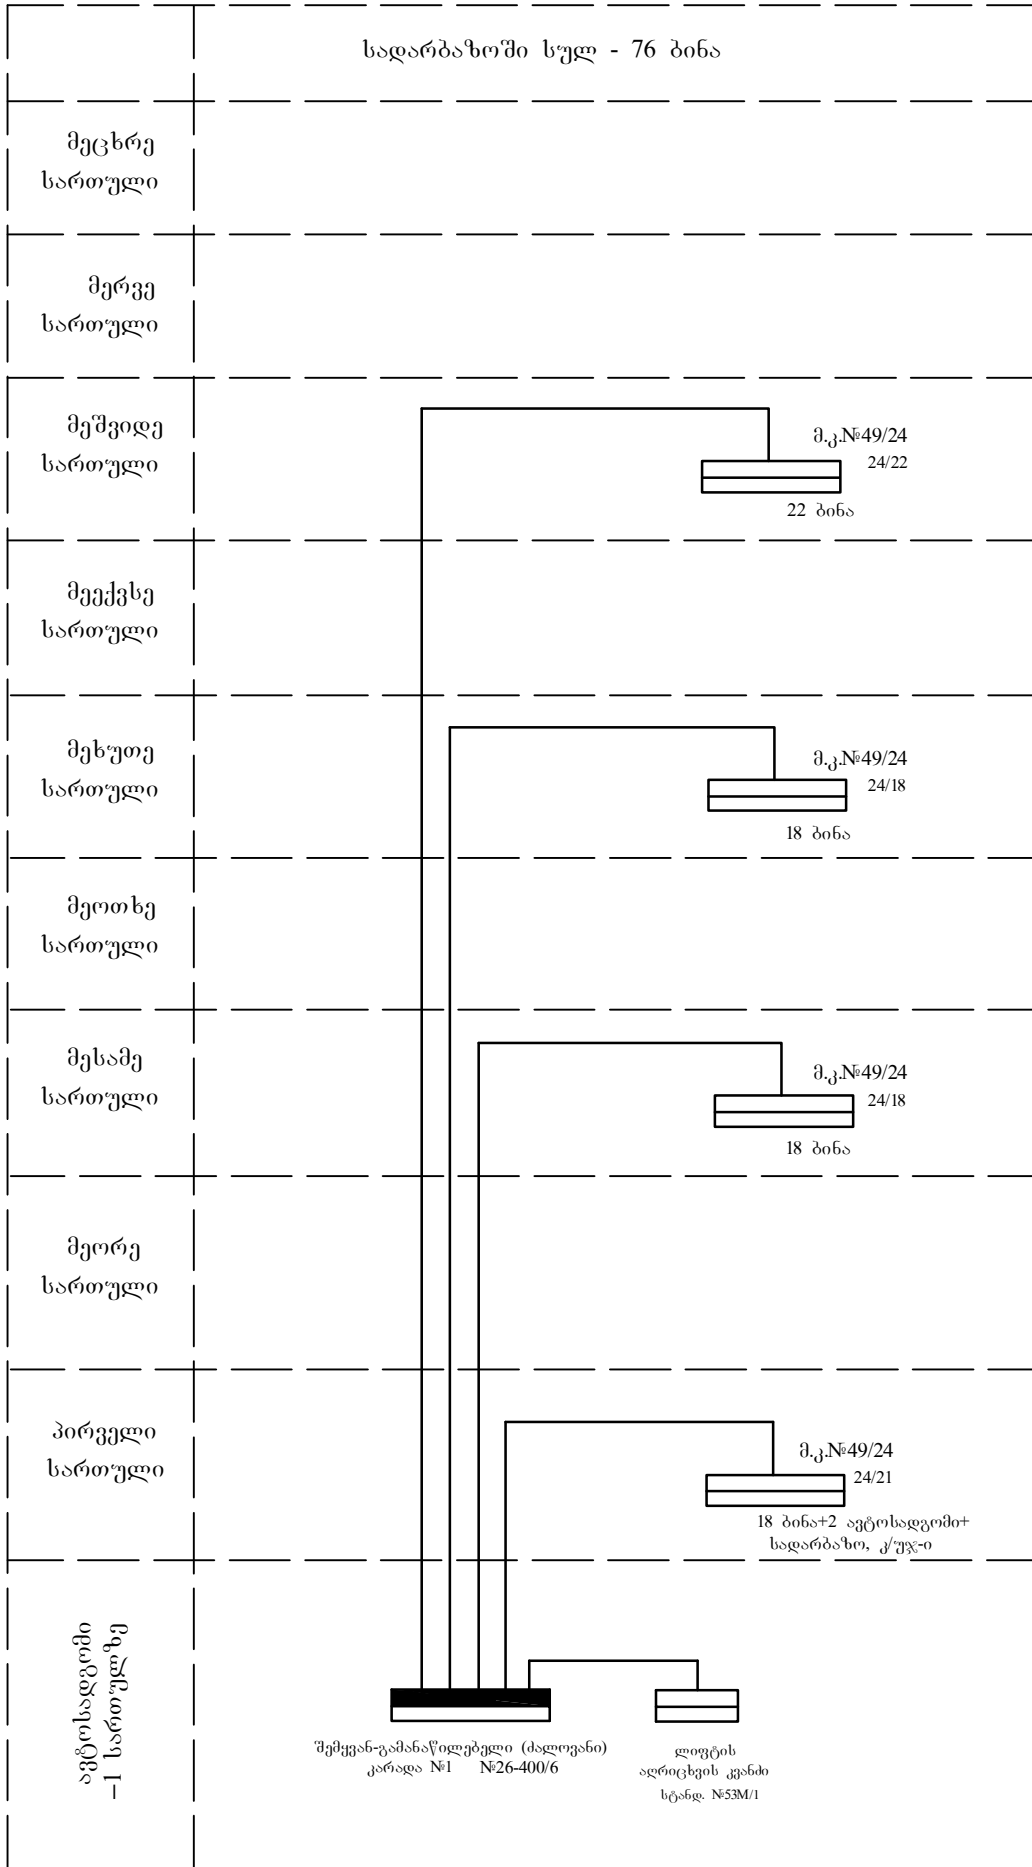 სადარბაზოში სულ - 76 ბინა
მეცხრე
სართული
მერვე
სართული
მეშვიდე
სართული
მ.კ.№49/24
24/22
22 ბინა
მეექვსე
სართული
მეხუთე
სართული
მ.კ.№49/24
24/18
18 ბინა
მეოთხე
სართული
მესამე
სართული
მ.კ.№49/24
24/18
18 ბინა
მეორე
სართული
პირველი
სართული
მ.კ.№49/24
24/21
18 ბინა+2 ავტოსადგომი+
სადარბაზო, კ/უჯ-ი
ავტოსადგომი
–1 სართულზე
შემყვან-გამანაწილებელი (ძალოვანი)
კარადა №1 №26-400/6
ლიფტის
აღრიცხვის კვანძი
სტანდ. №53M/1